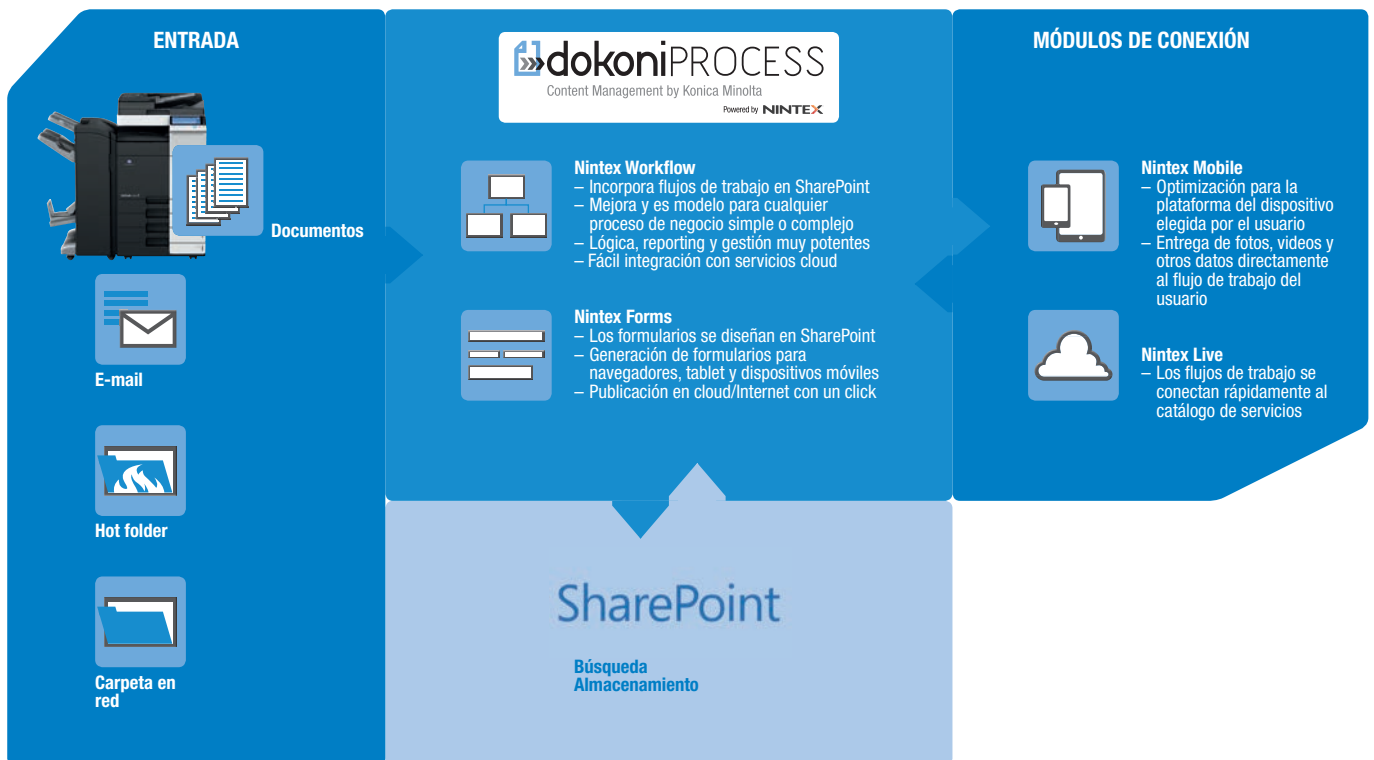 ENTRADA
Documentos
E-mail
Hot folder
Carpeta en
red
dokoniPROCESS
Content Management by Konica Minolta
Powered by NINTEX
Nintex Workflow
– Incorpora flujos de trabajo en SharePoint
– Mejora y es modelo para cualquier
proceso de negocio simple o complejo
– Lógica, reporting y gestión muy potentes
– Fácil integración con servicios cloud
Nintex Forms
– Los formularios se diseñan en SharePoint
– Generación de formularios para
navegadores, tablet y dispositivos móviles
– Publicación en cloud/Internet con un click
SharePoint
Búsqueda
Almacenamiento
MÓDULOS DE CONEXIÓN
Nintex Mobile
– Optimización para la
plataforma del dispositivo
elegida por el usuario
– Entrega de fotos, videos y
otros datos directamente
al flujo de trabajo del
usuario
Nintex Live
– Los flujos de trabajo se
conectan rápidamente al
catálogo de servicios